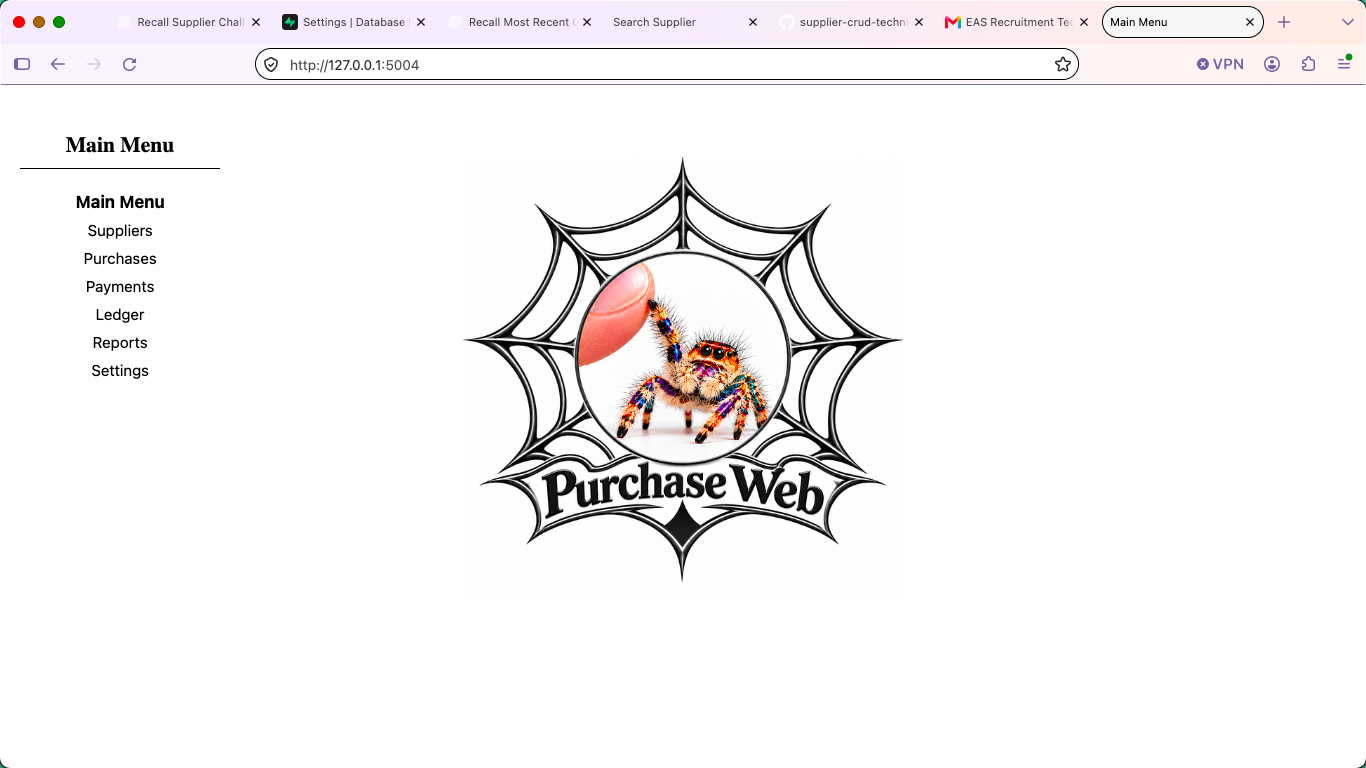 Recall Supplier Chall
Settings | Database
Recall Most Recent
Search Supplier
supplier-crud-techni
EAS Recruitment Tec
Main Menu
http://127.0.0.1:5004
VPN
Main Menu
Main Menu
Suppliers
Purchases
Payments
Ledger
Reports
Settings
Purchase Web